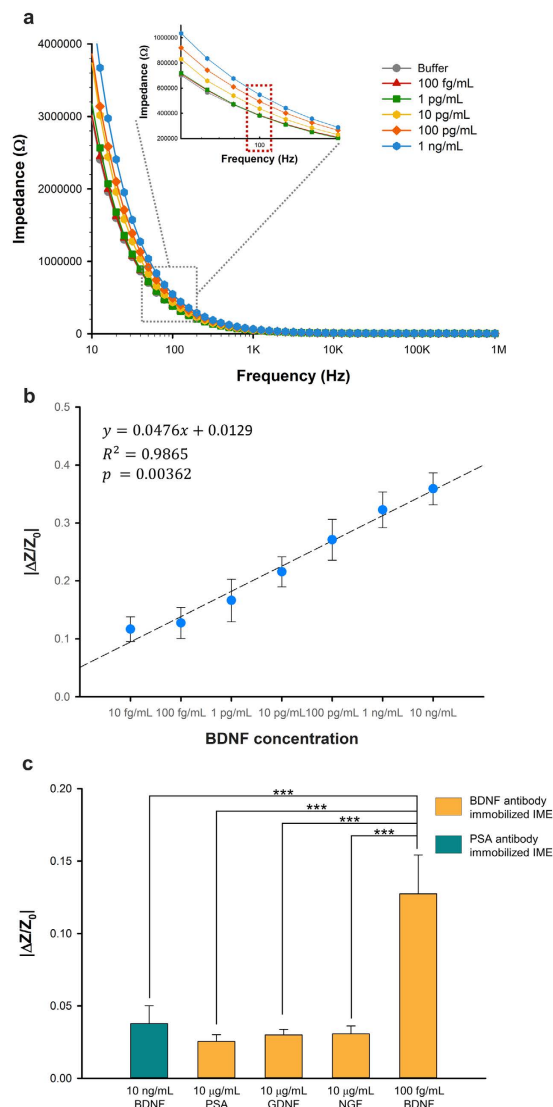 a
4000000
3000000
2000000
1000000
0
Impedance (Ω)
10
100
1K
10K
100K
1M
Frequency (Hz)
1000000
800000
600000
400000
200000
Impedance (Ω)
100
Frequency (Hz)
Buffer
100 fg/mL
1 pg/mL
10 pg/mL
100 pg/mL
1 ng/mL
b
y = 0.0476x + 0.0129
R² = 0.9865
p = 0.00362
0.5
0.4
0.3
0.2
0.1
0.0
|ΔZ/Z₀|
10 fg/mL 100 fg/mL 1 pg/mL 10 pg/mL 100 pg/mL 1 ng/mL 10 ng/mL
BDNF concentration
c
0.20
0.15
0.10
0.05
0.00
|ΔZ/Z₀|
***
***
***
***
BDNF antibody
immobilized IME
PSA antibody
immobilized IME
10 ng/mL 10 μg/mL 10 μg/mL 10 μg/mL 100 fg/mL
BDNF PSA GDNF NGF BDNF